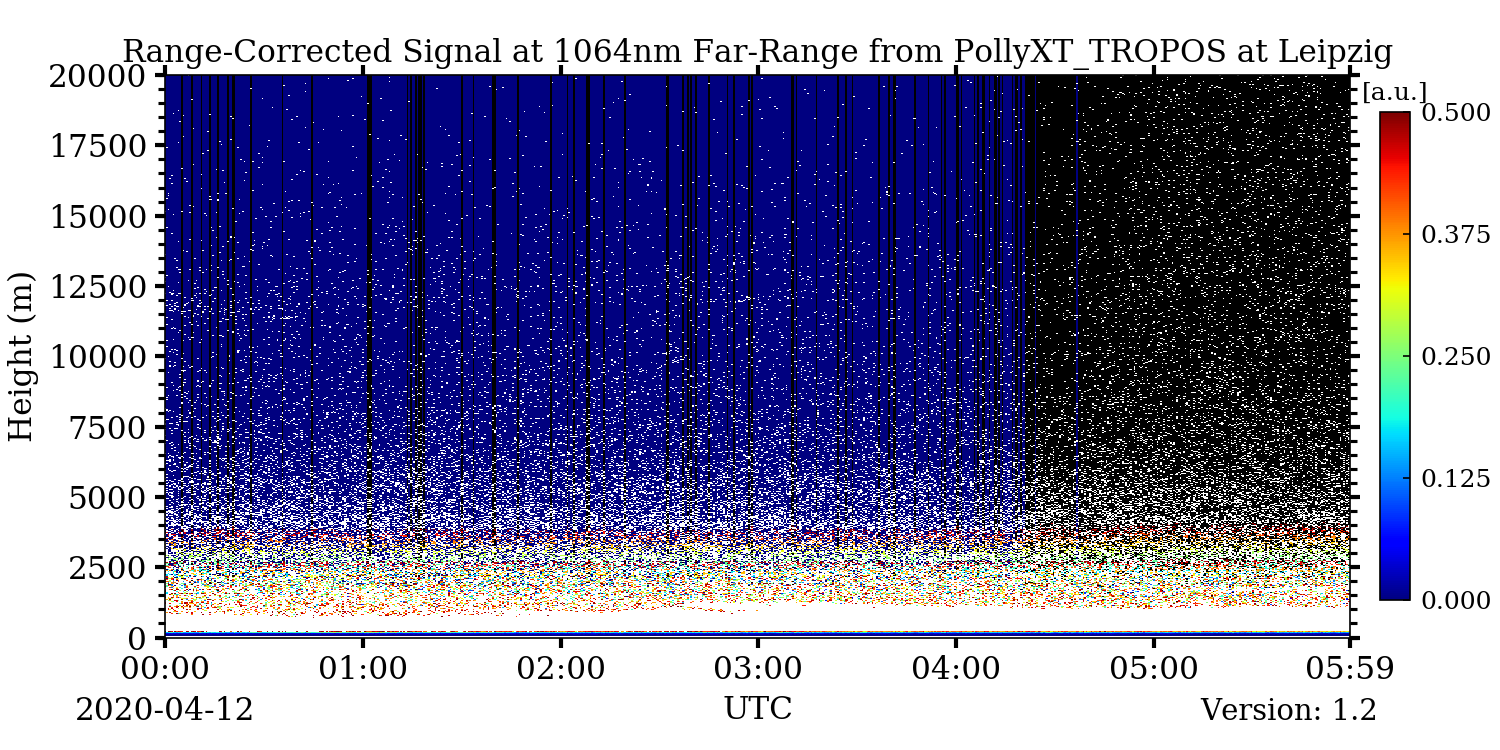 Range-Corrected Signal at 1064nm Far-Range from PollyXT_TROPOS at Leipzig
[a.u.]
20000
17500
15000
12500
10000
7500
5000
2500
0
Height (m)
0.500
0.375
0.250
0.125
0.000
00:00 01:00 02:00 03:00 04:00 05:00 05:59
2020-04-12 UTC Version: 1.2